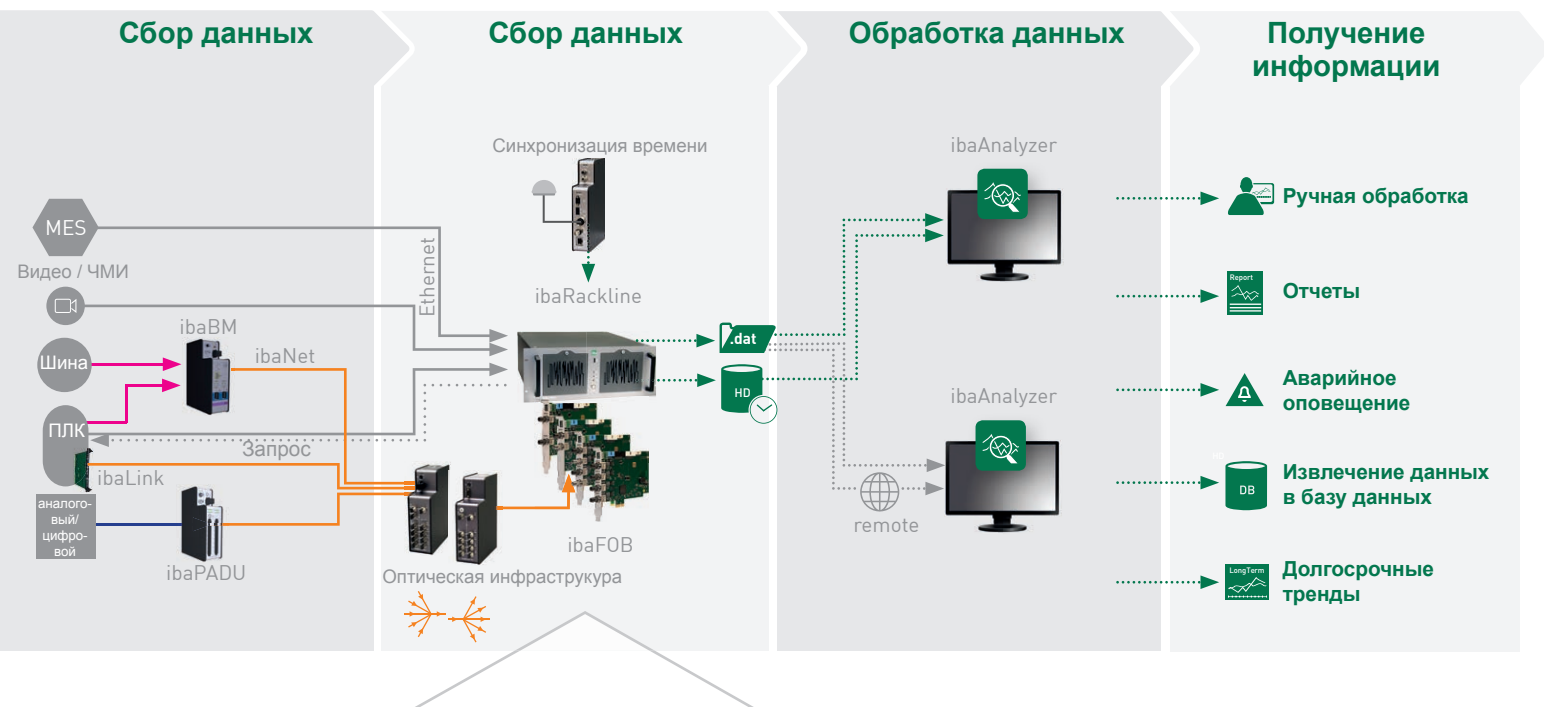 Сбор данных
Сбор данных
Обработка данных
Получение
информации
MES
Видео / ЧМИ
Шина
ibaBM
ibaNet
ПЛК
Запрос
ibaLink
аналого-
вый/
цифро-
вой
ibaPADU
Ethernet
Синхронизация времени
ibaRackline
.dat
HD
ibaFOB
Оптическая инфраструкура
ibaAnalyzer
ibaAnalyzer
remote
Ручная обработка
Report
Отчеты
Аварийное
оповещение
DB
Извлечение данных
в базу данных
LongTerm
Долгосрочные
тренды